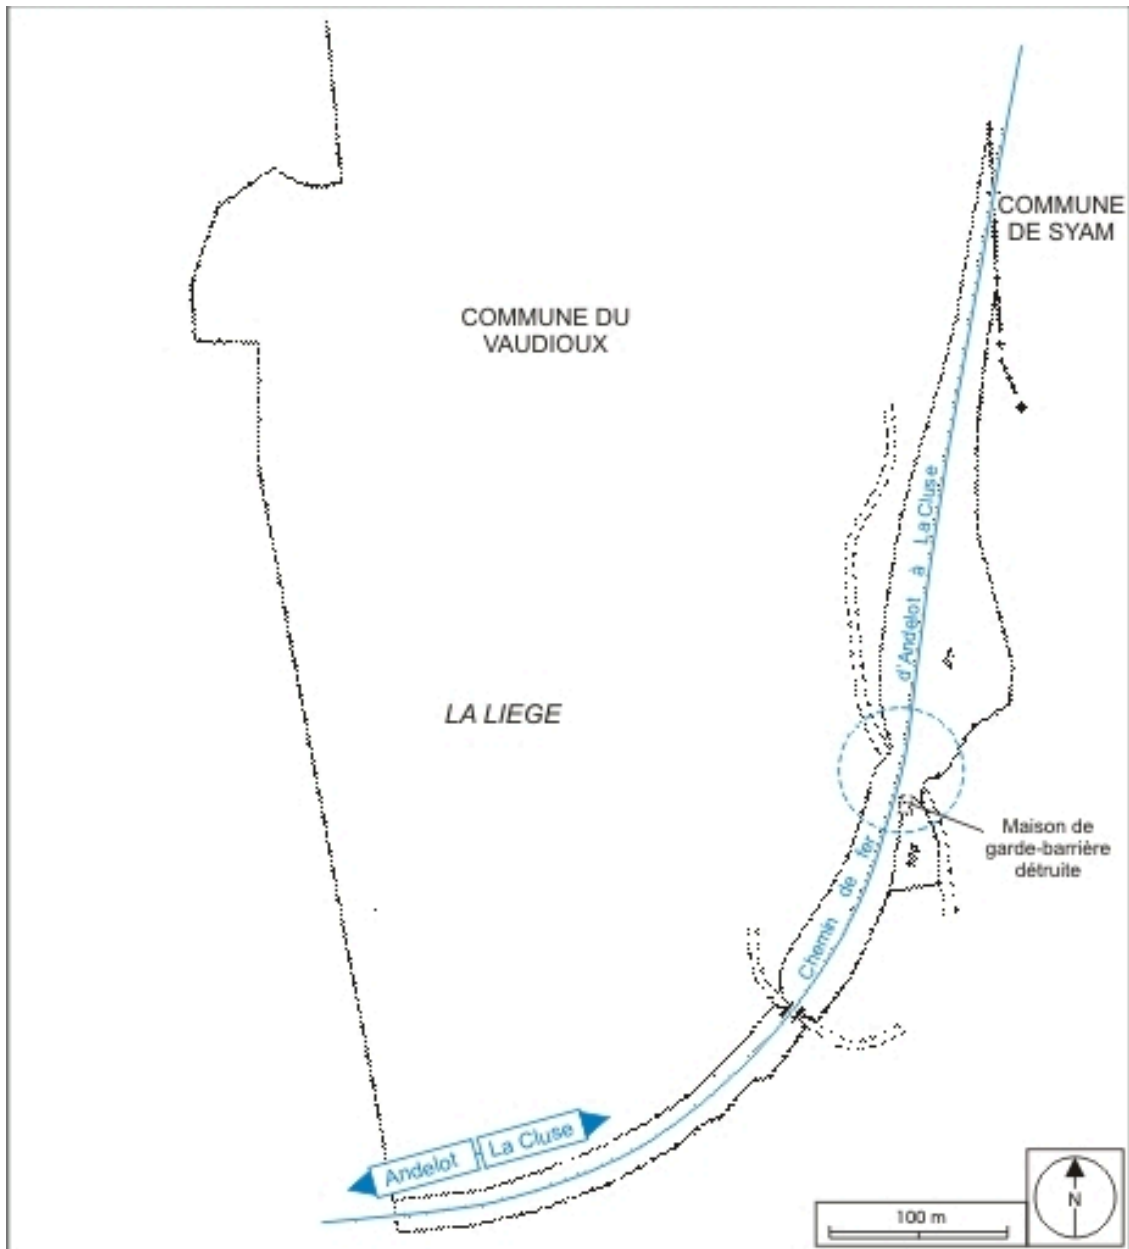 COMMUNE
DE SYAM
COMMUNE DU
VAUDIOUX
d'Andelot à La Cluse
LA LIEGE
Maison de
garde-barrière
détruite
Chemin de fer
Andelot La Cluse
100 m
N